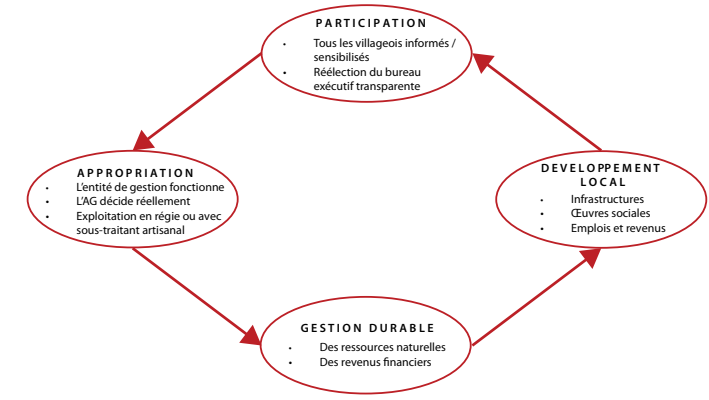 PARTICIPATION
• Tous les villageois informés /
sensibilisés
• Réélection du bureau
exécutif transparente
APPROPRIATION
• L'entité de gestion fonctionne
• L'AG décide réellement
• Exploitation en régie ou avec
sous-traitant artisanal
DEVELOPPEMENT
LOCAL
• Infrastructures
• Œuvres sociales
• Emplois et revenus
GESTION DURABLE
• Des ressources naturelles
• Des revenus financiers